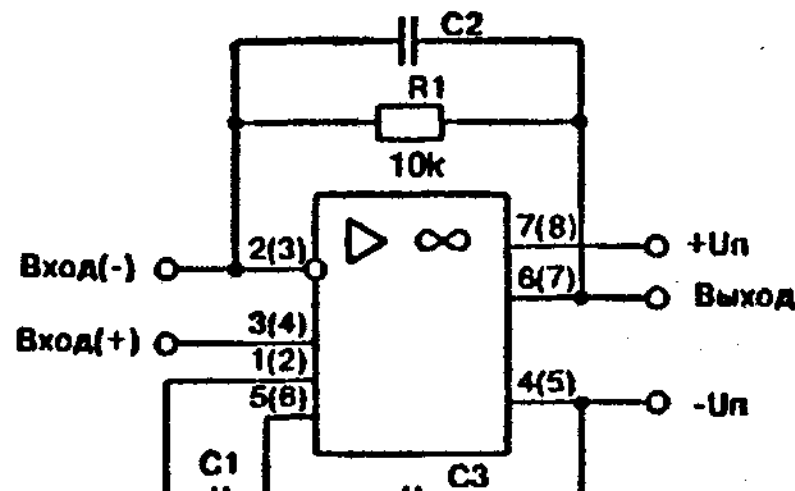 C2
R1
10k
7(8)
+Uп
2(3)
Вход(-)
6(7)
Выход
3(4)
Вход(+)
1(2)
5(6)
4(5)
-Uп
C1
C3